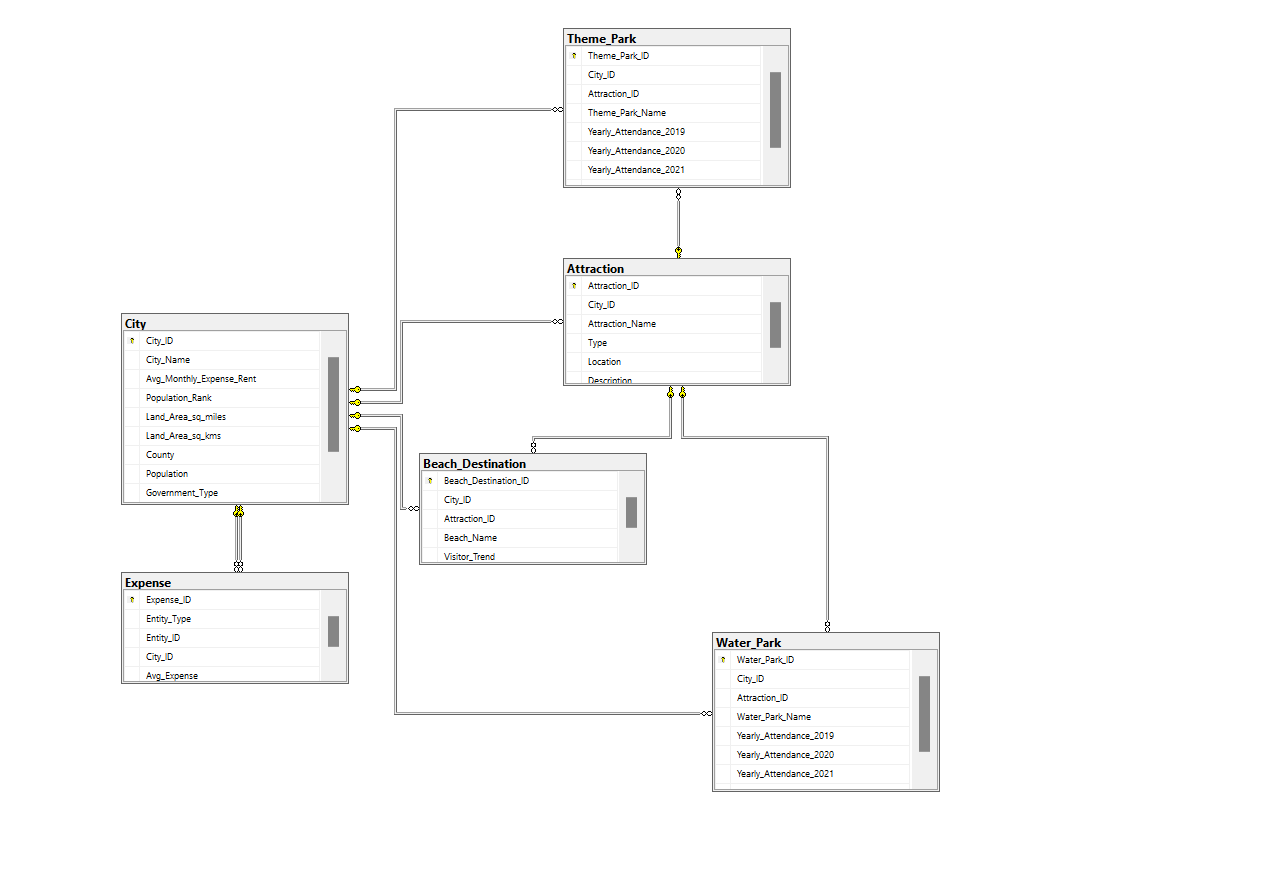 Theme_Park
Theme_Park_ID
City_ID
Attraction_ID
Theme_Park_Name
Yearly_Attendance_2019
Yearly_Attendance_2020
Yearly_Attendance_2021
Attraction
Attraction_ID
City_ID
Attraction_Name
Type
Location
Description
City
City_ID
City_Name
Avg_Monthly_Expense_Rent
Population_Rank
Land_Area_sq_miles
Land_Area_sq_kms
County
Population
Government_Type
Beach_Destination
Beach_Destination_ID
City_ID
Attraction_ID
Beach_Name
Visitor_Trend
Expense
Expense_ID
Entity_Type
Entity_ID
City_ID
Avg_Expense
Water_Park
Water_Park_ID
City_ID
Attraction_ID
Water_Park_Name
Yearly_Attendance_2019
Yearly_Attendance_2020
Yearly_Attendance_2021